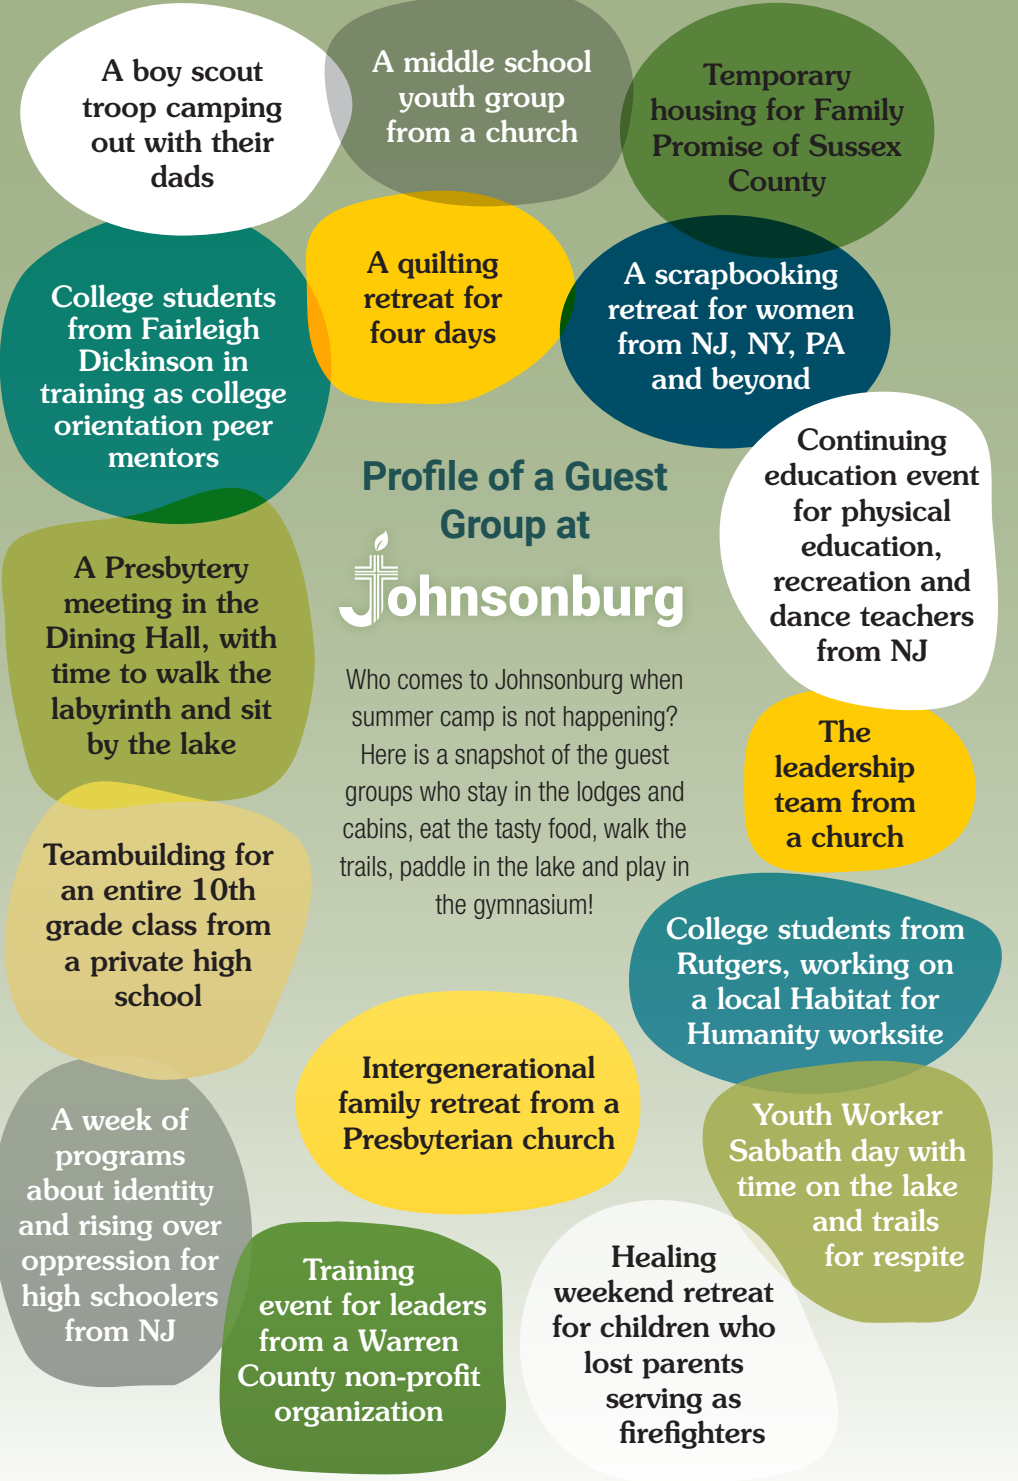 A boy scout
troop camping
out with their
dads
A middle school
youth group
from a church
Temporary
housing for Family
Promise of Sussex
County
College students
from Fairleigh
Dickinson in
training as college
orientation peer
mentors
A quilting
retreat for
four days
A scrapbooking
retreat for women
from NJ, NY, PA
and beyond
Profile of a Guest
Group at
Johnsonburg
Who comes to Johnsonburg when
summer camp is not happening?
Here is a snapshot of the guest
groups who stay in the lodges and
cabins, eat the tasty food, walk the
trails, paddle in the lake and play in
the gymnasium!
Continuing
education event
for physical
education,
recreation and
dance teachers
from NJ
A Presbytery
meeting in the
Dining Hall, with
time to walk the
labyrinth and sit
by the lake
The
leadership
team from
a church
Teambuilding for
an entire 10th
grade class from
a private high
school
College students from
Rutgers, working on
a local Habitat for
Humanity worksite
Intergenerational
family retreat from a
Presbyterian church
A week of
programs
about identity
and rising over
oppression for
high schoolers
from NJ
Youth Worker
Sabbath day with
time on the lake
and trails
for respite
Training
event for leaders
from a Warren
County non-profit
organization
Healing
weekend retreat
for children who
lost parents
serving as
firefighters